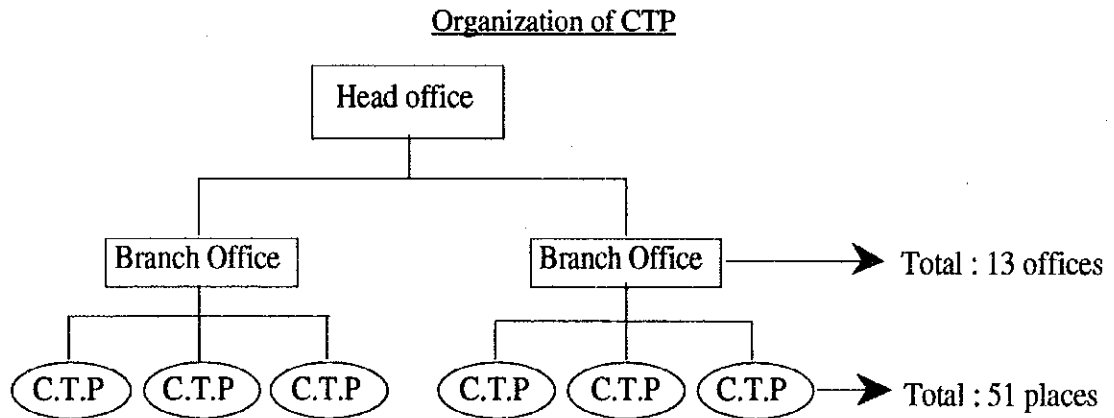 Organization of CTP
Head office
Branch Office
Branch Office
Total : 13 offices
C.T.P
C.T.P
C.T.P
C.T.P
C.T.P
C.T.P
Total : 51 places